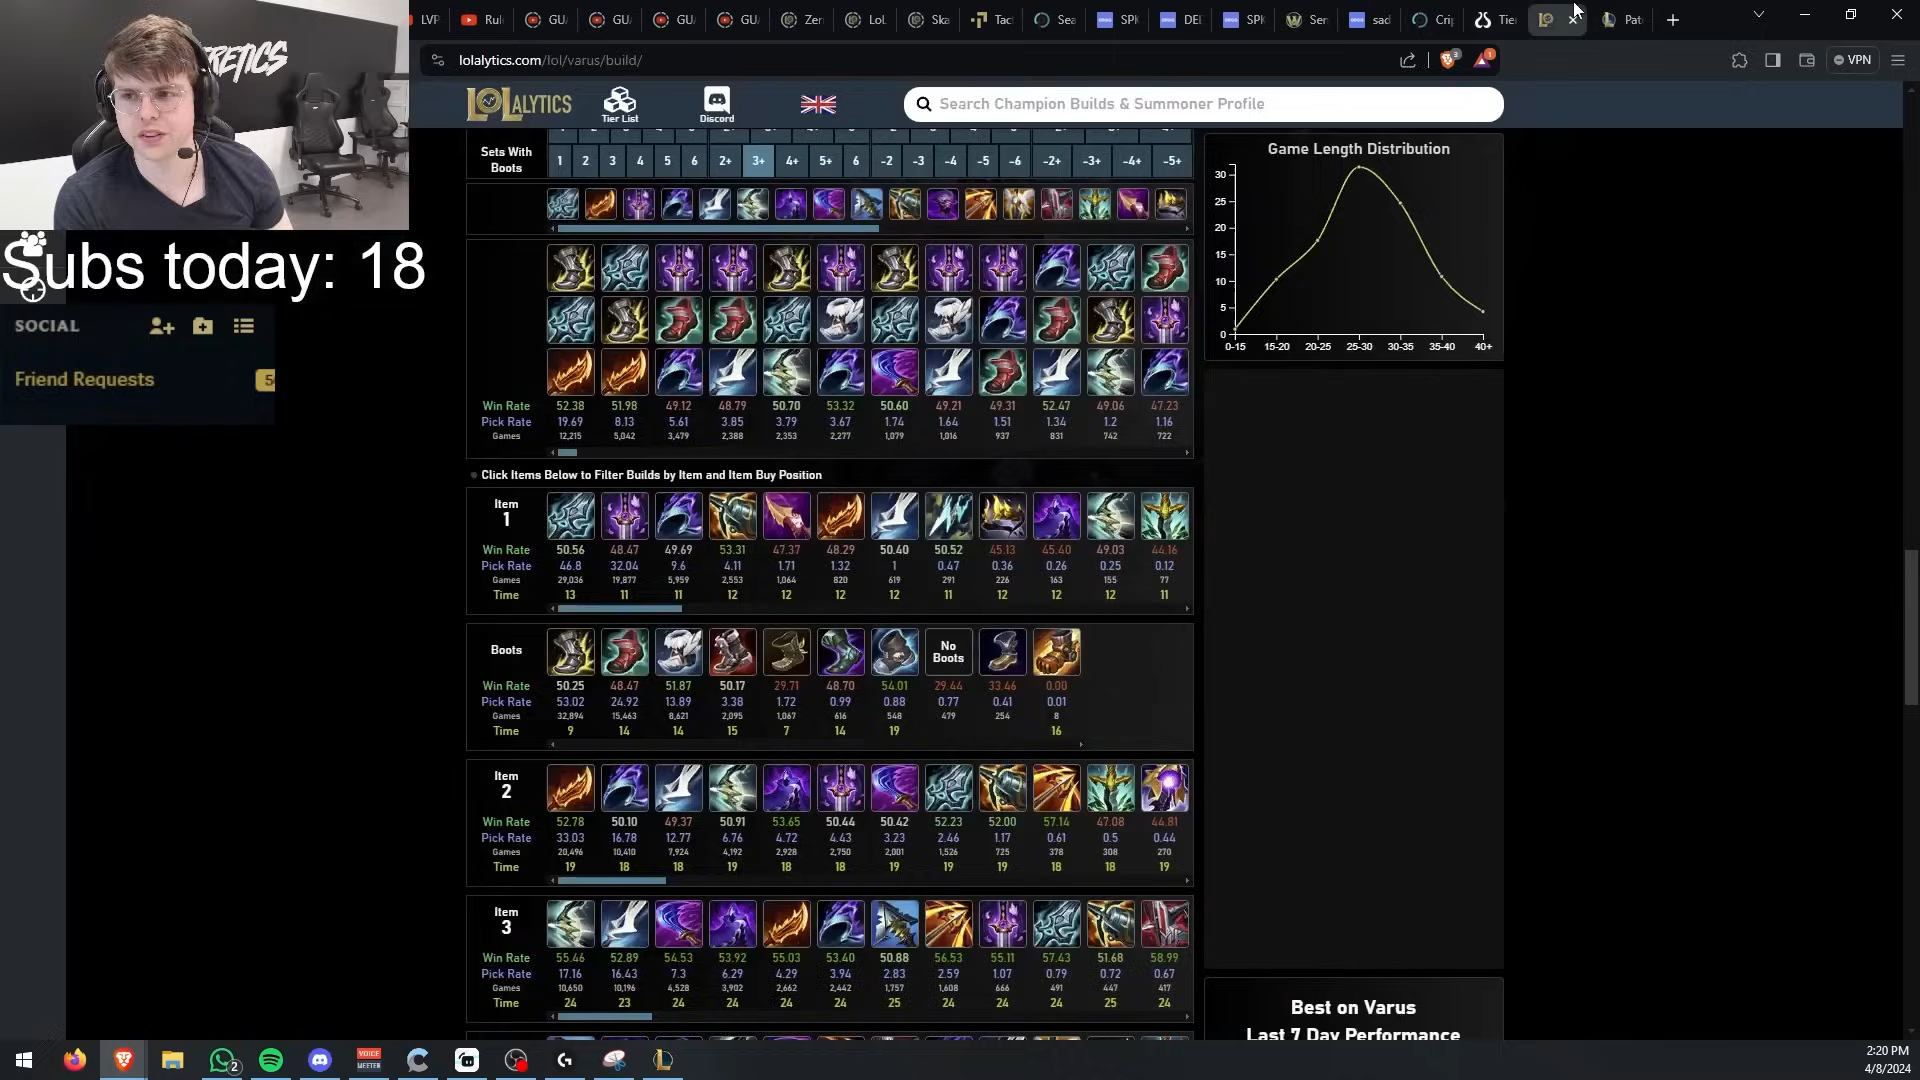 LVP
Rul
GU
GU
GU
GU
Zer
LoL
Ska
Tac
Sea
SPK
DEI
SPK
Ser
sad
Crip
Tier
Pat
lolalytics.com/lol/varus/build/
VPN
LOLALYTICS
Tier List
Discord
Search Champion Builds & Summoner Profile
RETICS
Sets With Boots
1 2 3 4 5 6 2+ 3+ 4+ 5+ 6 -2 -3 -4 -5 -6 -2+ -3+ -4+ -5+
Game Length Distribution
30
25
20
15
10
5
0
0-15 15-20 20-25 25-30 30-35 35-40 40+
Subs today: 18
SOCIAL
Friend Requests
Win Rate 52.38 51.98 49.12 48.79 50.70 53.32 50.60 49.21 49.31 52.47 49.06 47.23
Pick Rate 19.69 8.13 5.61 3.85 3.79 3.67 1.74 1.64 1.51 1.34 1.2 1.16
Games 12,215 5,042 3,479 2,388 2,353 2,277 1,079 1,016 937 831 742 722
Click Items Below to Filter Builds by Item and Item Buy Position
Item 1
Win Rate 50.56 48.47 49.69 53.31 47.37 48.29 50.40 50.52 45.13 45.40 49.03 44.16
Pick Rate 46.8 32.04 9.6 4.11 1.71 1.32 1 0.47 0.36 0.26 0.25 0.12
Games 29,036 19,877 5,959 2,553 1,064 820 619 291 226 163 155 77
Time 13 11 11 12 12 12 12 11 12 12 12 11
Boots
No Boots
Win Rate 50.25 48.47 51.87 50.17 29.71 48.70 54.01 29.44 33.46 0.00
Pick Rate 53.02 24.92 13.89 3.38 1.72 0.99 0.88 0.77 0.41 0.01
Games 32,894 15,463 8,621 2,095 1,067 616 548 479 254 8
Time 9 14 14 15 7 14 19 16
Item 2
Win Rate 52.78 50.10 49.37 50.91 53.65 50.44 50.42 52.23 52.00 57.14 47.08 44.81
Pick Rate 33.03 16.78 12.77 6.76 4.72 4.43 3.23 2.46 1.17 0.61 0.5 0.44
Games 20,496 10,410 7,924 4,192 2,928 2,750 2,001 1,526 725 378 308 270
Time 19 18 18 19 18 18 19 19 19 18 18 19
Item 3
Win Rate 55.46 52.89 54.53 53.92 55.03 53.40 50.88 56.53 55.11 57.43 51.68 58.99
Pick Rate 17.16 16.43 7.3 6.29 4.29 3.94 2.83 2.59 1.07 0.79 0.72 0.67
Games 10,650 10,196 4,528 3,902 2,662 2,442 1,757 1,608 666 491 447 417
Time 24 23 24 24 24 24 25 24 24 24 25 24
Best on Varus
Last 7 Day Performance
VOICE MEETER
2:20 PM
4/8/2024